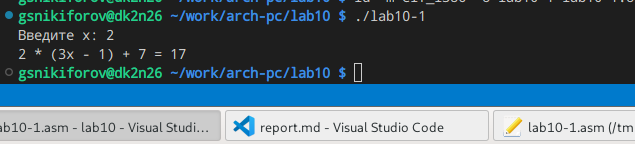 gsnikiforov@dk2n26 ~/work/arch-pc/lab10 $ ./lab10-1
Введите x: 2
2 * (3x - 1) + 7 = 17
gsnikiforov@dk2n26 ~/work/arch-pc/lab10 $
ab10-1.asm - lab10 - Visual Studi... report.md - Visual Studio Code lab10-1.asm (/tm